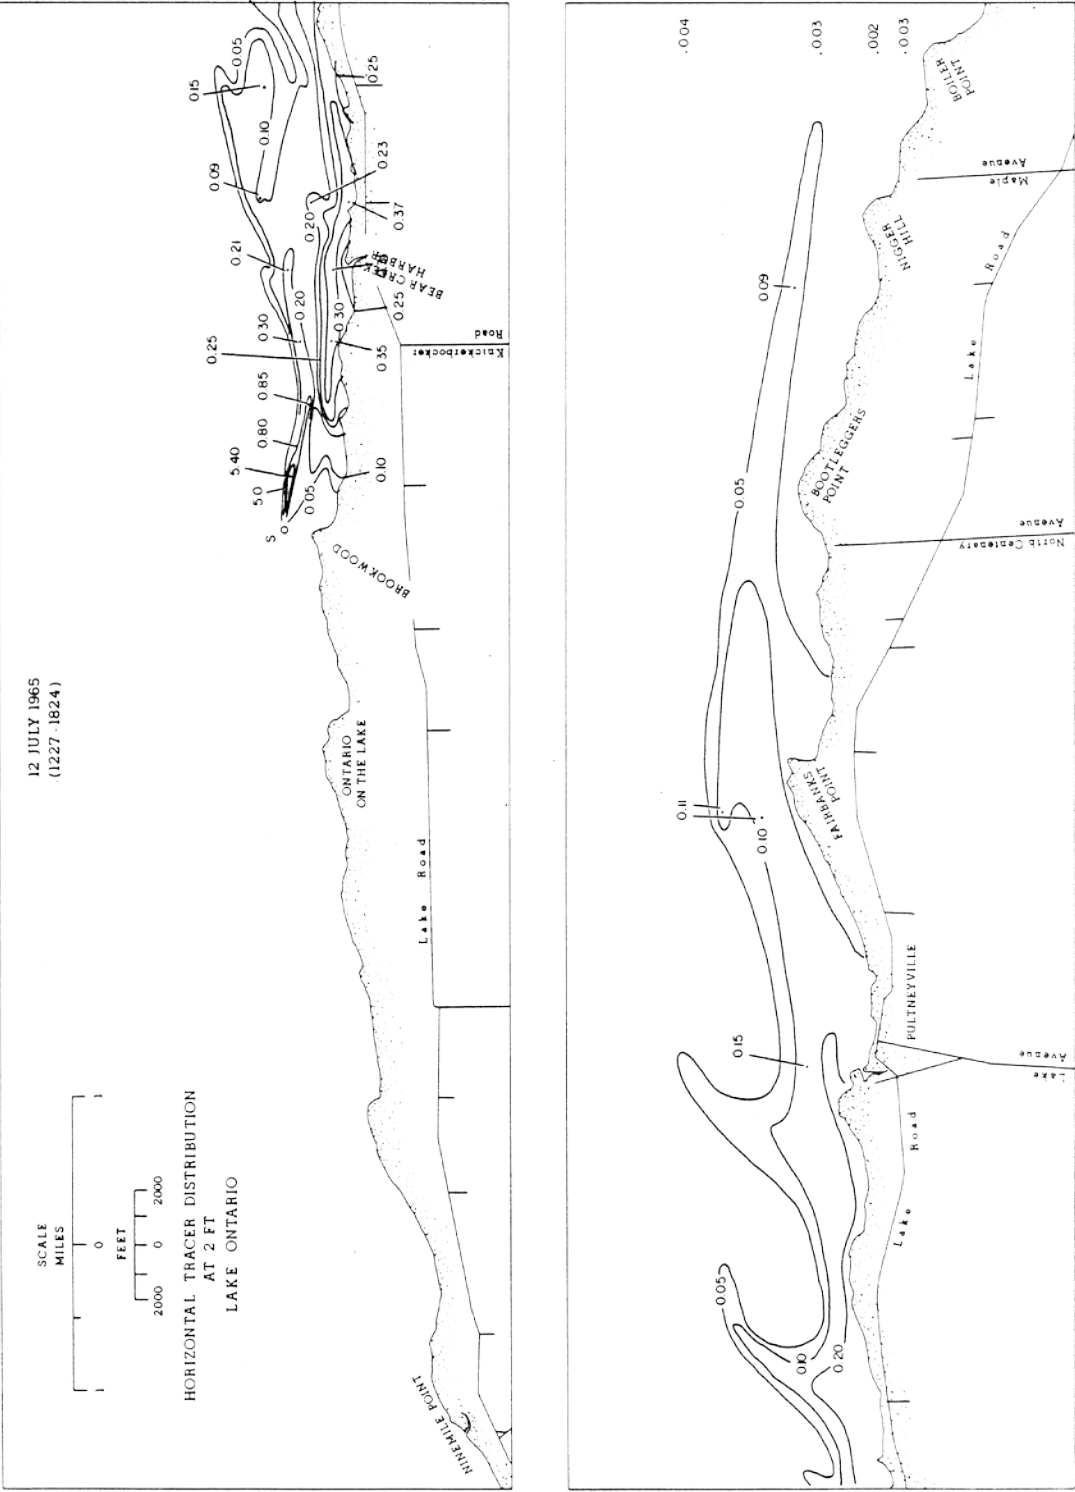 12 JULY 1965
(1227-1824)
SCALE
MILES
1 0 1
FEET
2000 0 2000
HORIZONTAL TRACER DISTRIBUTION
AT 2 FT
LAKE ONTARIO
NINEMILE POINT
Lake Road
ONTARIO
ON THE LAKE
BROOKWOOD
S
0
0.05
5.0
5.40
0.80
0.85
0.10
0.25
0.30
0.20
0.21
0.35
0.30
0.25
Knickerbocker
Road
BEAR CREEK
HARBOR
0.20
0.37
0.23
0.09
0.10
0.15
0.05
0.25
0.05
0.10
0.20
0.15
Lake Road
Lake
Avenue
PULTNEYVILLE
0.11
0.10
FAIRBANKS
POINT
0.05
North Centenary
Avenue
BOOTLEGGERS
POINT
0.09
Lake Road
NIGGER
HILL
Maple
Avenue
BOILER
POINT
.004
.003
.002
.003